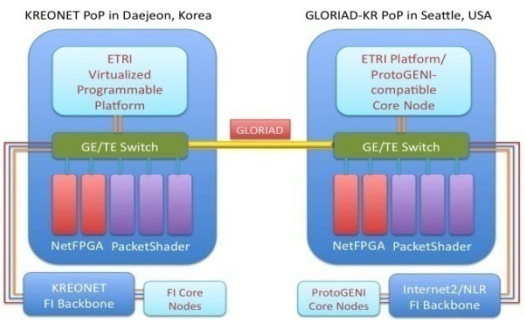 KREONET PoP in Daejeon, Korea
GLORIAD-KR PoP in Seattle, USA
ETRI
Virtualized
Programmable
Platform
ETRI Platform/
ProtoGENI-
compatible
Core Node
GLORIAD
GE/TE Switch
GE/TE Switch
NetFPGA PacketShader
NetFPGA PacketShader
KREONET
FI Backbone
FI Core
Nodes
ProtoGENI
Core Nodes
Internet2/NLR
FI Backbone